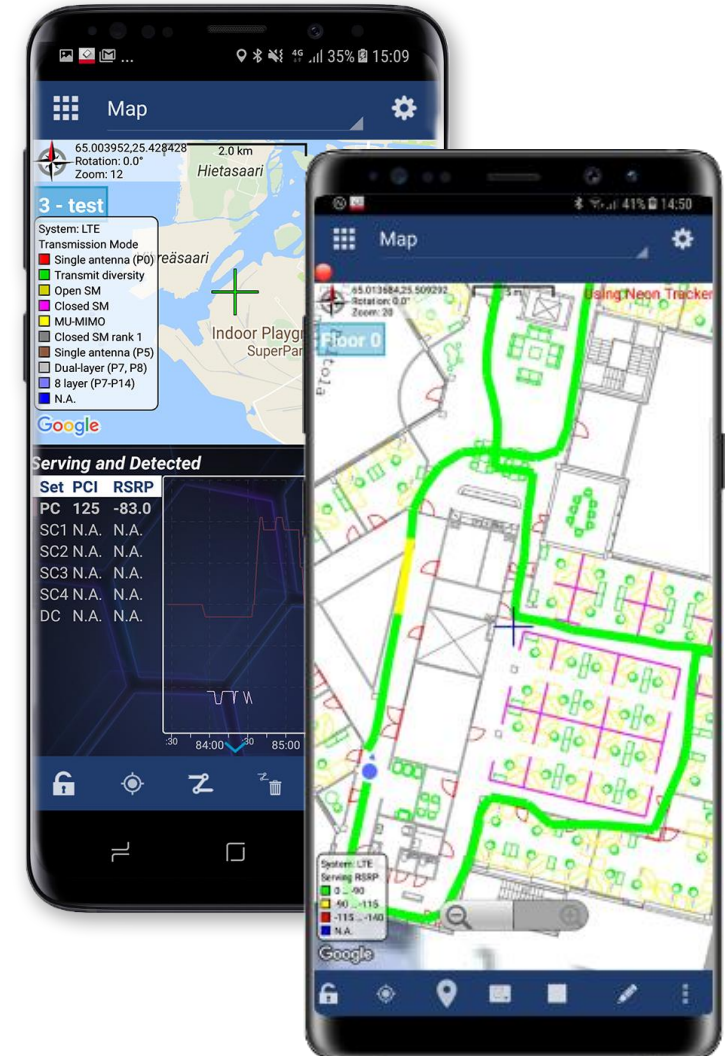 4G 35% 15:09
Map
65.003952,25.428428
Rotation: 0.0°
Zoom: 12
2.0 km
Hietasaari
3 - test
System: LTE
Transmission Mode
Single antenna (P0)
Transmit diversity
Open SM
Closed SM
MU-MIMO
Closed SM rank 1
Single antenna (P5)
Dual-layer (P7, P8)
8 layer (P7-P14)
N.A.
reäsaari
Indoor Playgr
SuperPar
Google
Serving and Detected
Set PCI RSRP
PC 125 -83.0
SC1 N.A. N.A.
SC2 N.A. N.A.
SC3 N.A. N.A.
SC4 N.A. N.A.
DC N.A. N.A.
:30 84:00 :30 85:00
41% 14:50
Map
65.013684,25.509292
Rotation: 0.0°
Zoom: 20
5 m
Using Neon Tracker
Floor 0
System: LTE
Serving RSRP
0 .. -90
-90 .. -115
-115 .. -140
N.A.
Google